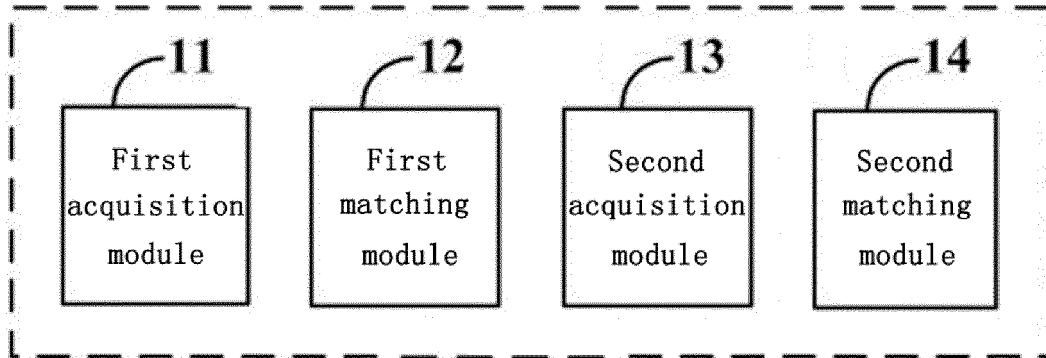 11
12
13
14
First
acquisition
module
First
matching
module
Second
acquisition
module
Second
matching
module